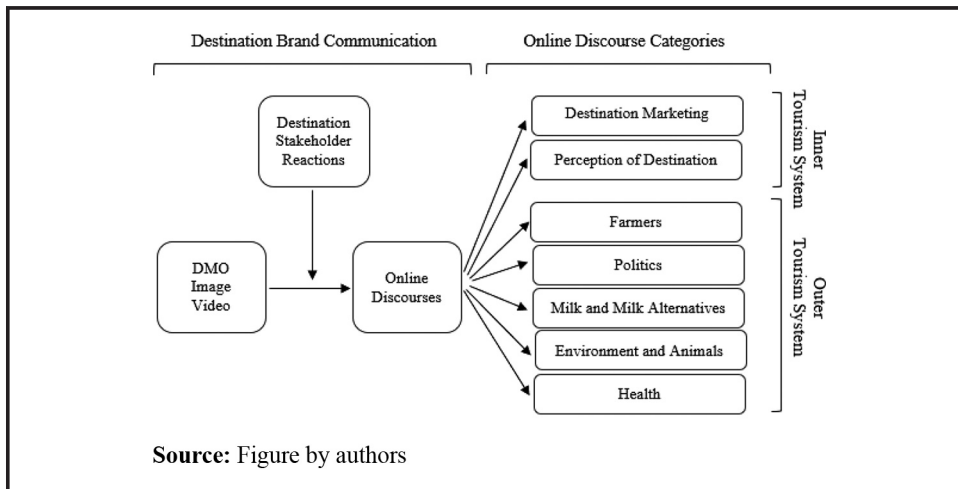 Destination Brand Communication
Online Discourse Categories
Destination
Stakeholder
Reactions
DMO
Image
Video
Online
Discourses
Destination Marketing
Perception of Destination
Farmers
Politics
Milk and Milk Alternatives
Environment and Animals
Health
Inner
Tourism System
Outer
Tourism System
Source: Figure by authors